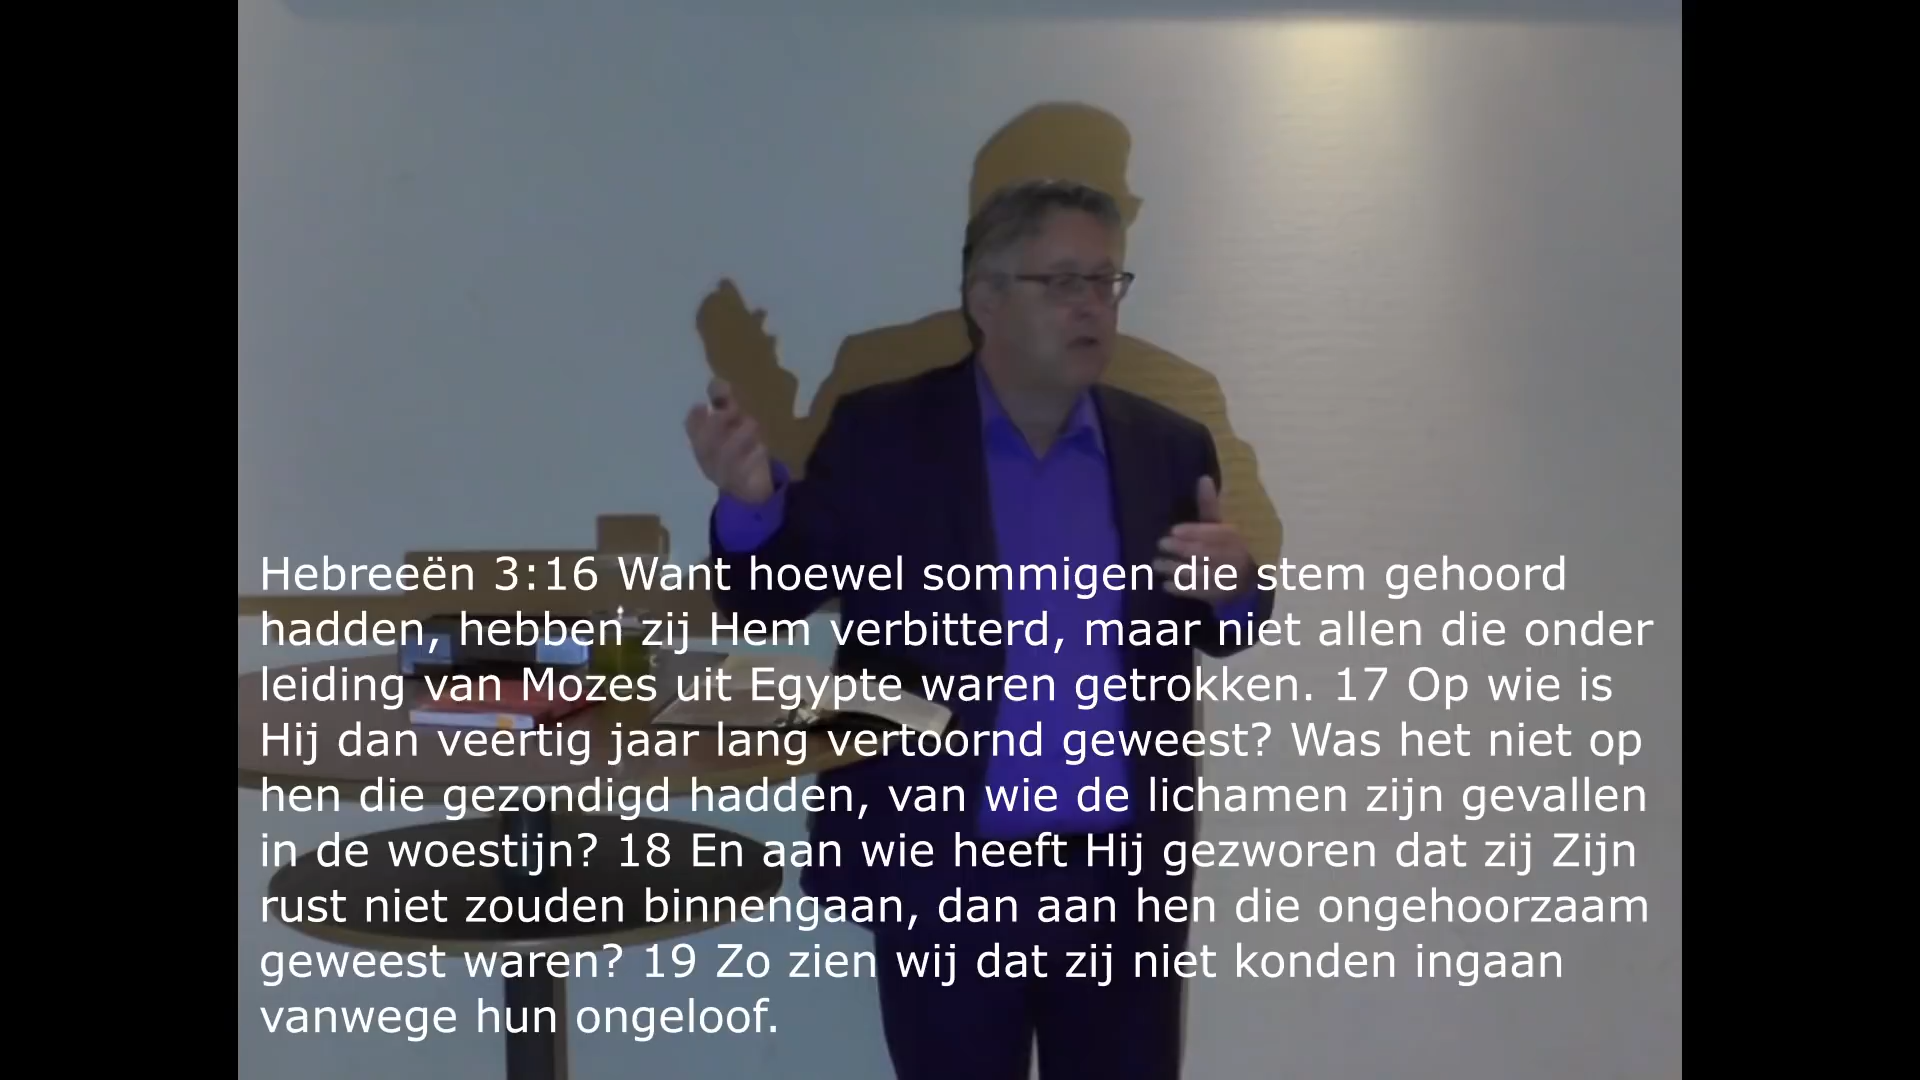 Hebreeën 3:16 Want hoewel sommigen die stem gehoord
hadden, hebben zij Hem verbitterd, maar niet allen die onder
leiding van Mozes uit Egypte waren getrokken. 17 Op wie is
Hij dan veertig jaar lang vertoornd geweest? Was het niet op
hen die gezondigd hadden, van wie de lichamen zijn gevallen
in de woestijn? 18 En aan wie heeft Hij gezworen dat zij Zijn
rust niet zouden binnengaan, dan aan hen die ongehoorzaam
geweest waren? 19 Zo zien wij dat zij niet konden ingaan
vanwege hun ongeloof.